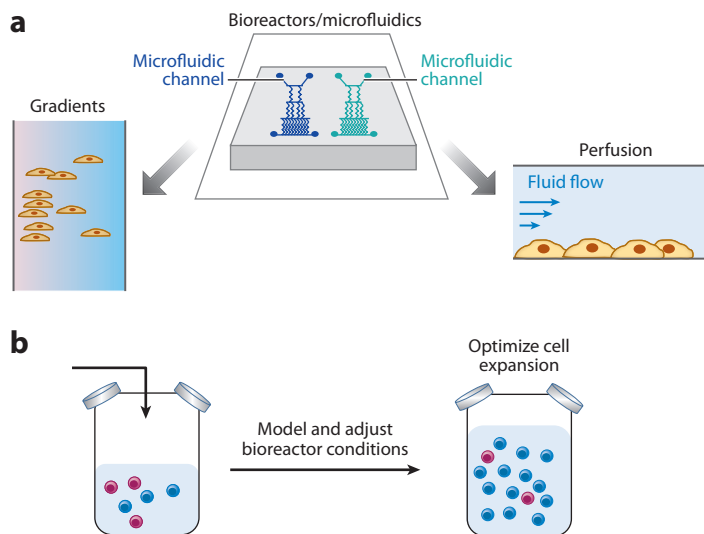 a
Bioreactors/microfluidics
Microfluidic
channel
Microfluidic
channel
Gradients
Perfusion
Fluid flow
b
Optimize cell
expansion
Model and adjust
bioreactor conditions